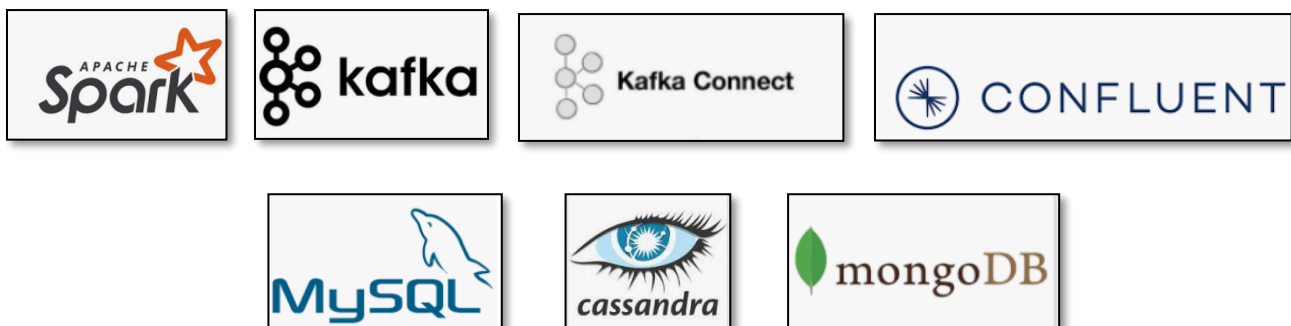 APACHE
Spark
kafka
Kafka Connect
CONFLUENT
MySQL
cassandra
mongoDB